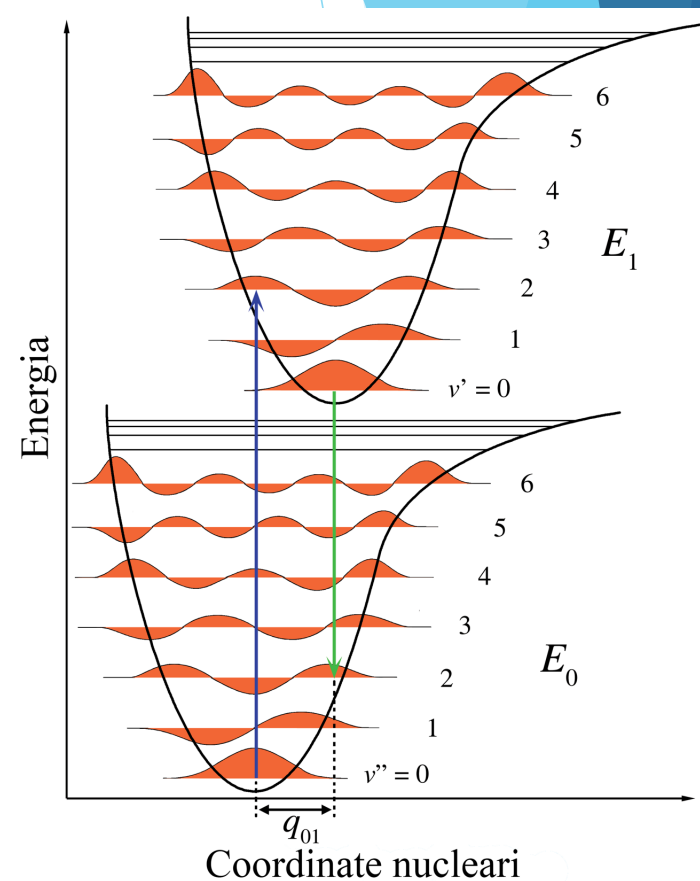 6
5
4
3
E₁
2
1
v' = 0
Energia
6
5
4
3
E₀
2
1
v'' = 0
q₀₁
Coordinate nucleari